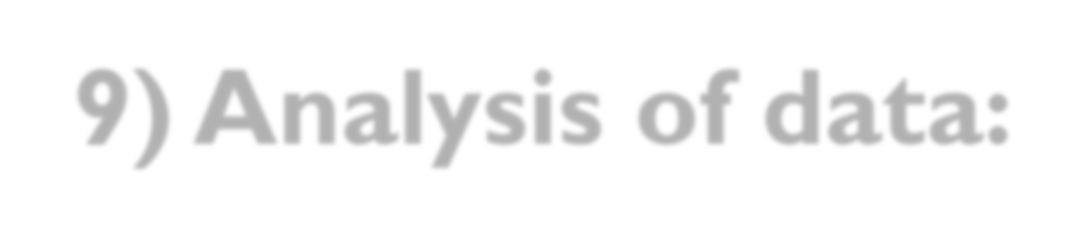 9) Analysis of data: